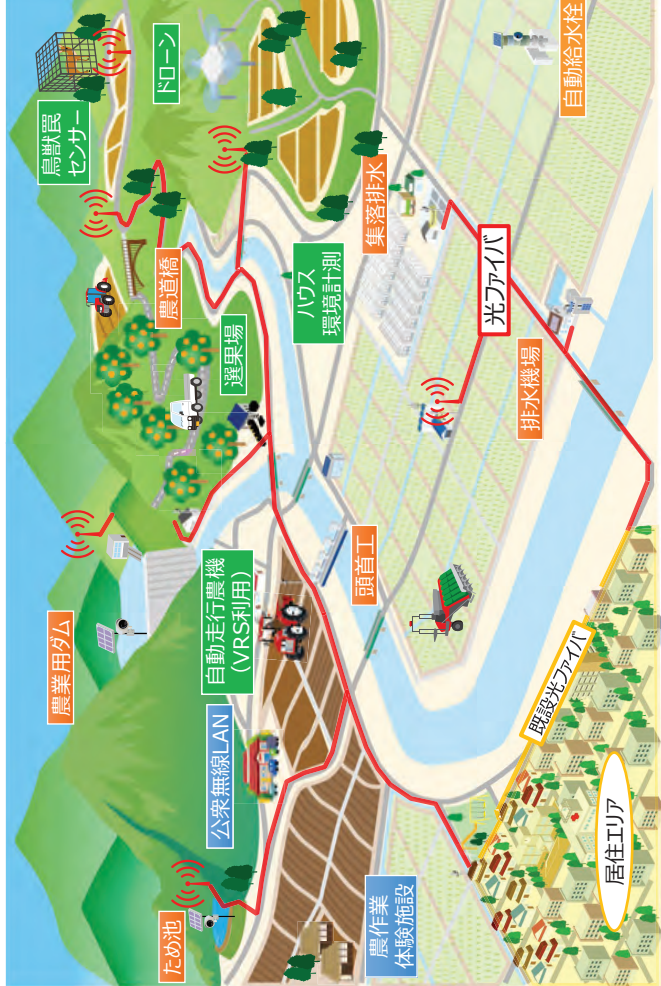 ため池
農業用ダム
鳥獣罠
センサー
ドローン
公衆無線LAN
自動走行農機
(VRS利用)
選果場
農道橋
農作業
体験施設
頭首工
ハウス
環境計測
集落排水
光ファイバ
排水機場
自動給水栓
既設光ファイバ
居住エリア